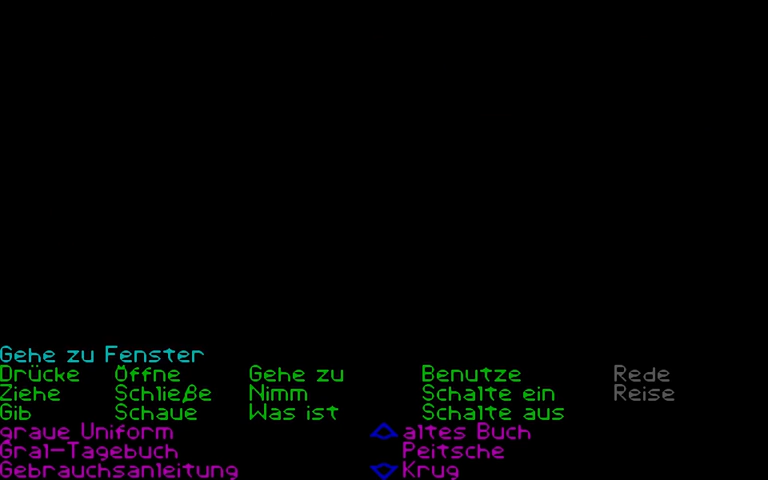 Gehe zu Fenster
Drücke Öffne Gehe zu Benutze Rede
Ziehe Schließe Nimm Schalte ein Reise
Gib Schaue Was ist Schalte aus
graue Uniform altes Buch
Gral-Tagebuch Peitsche
Gebrauchsanleitung Krug